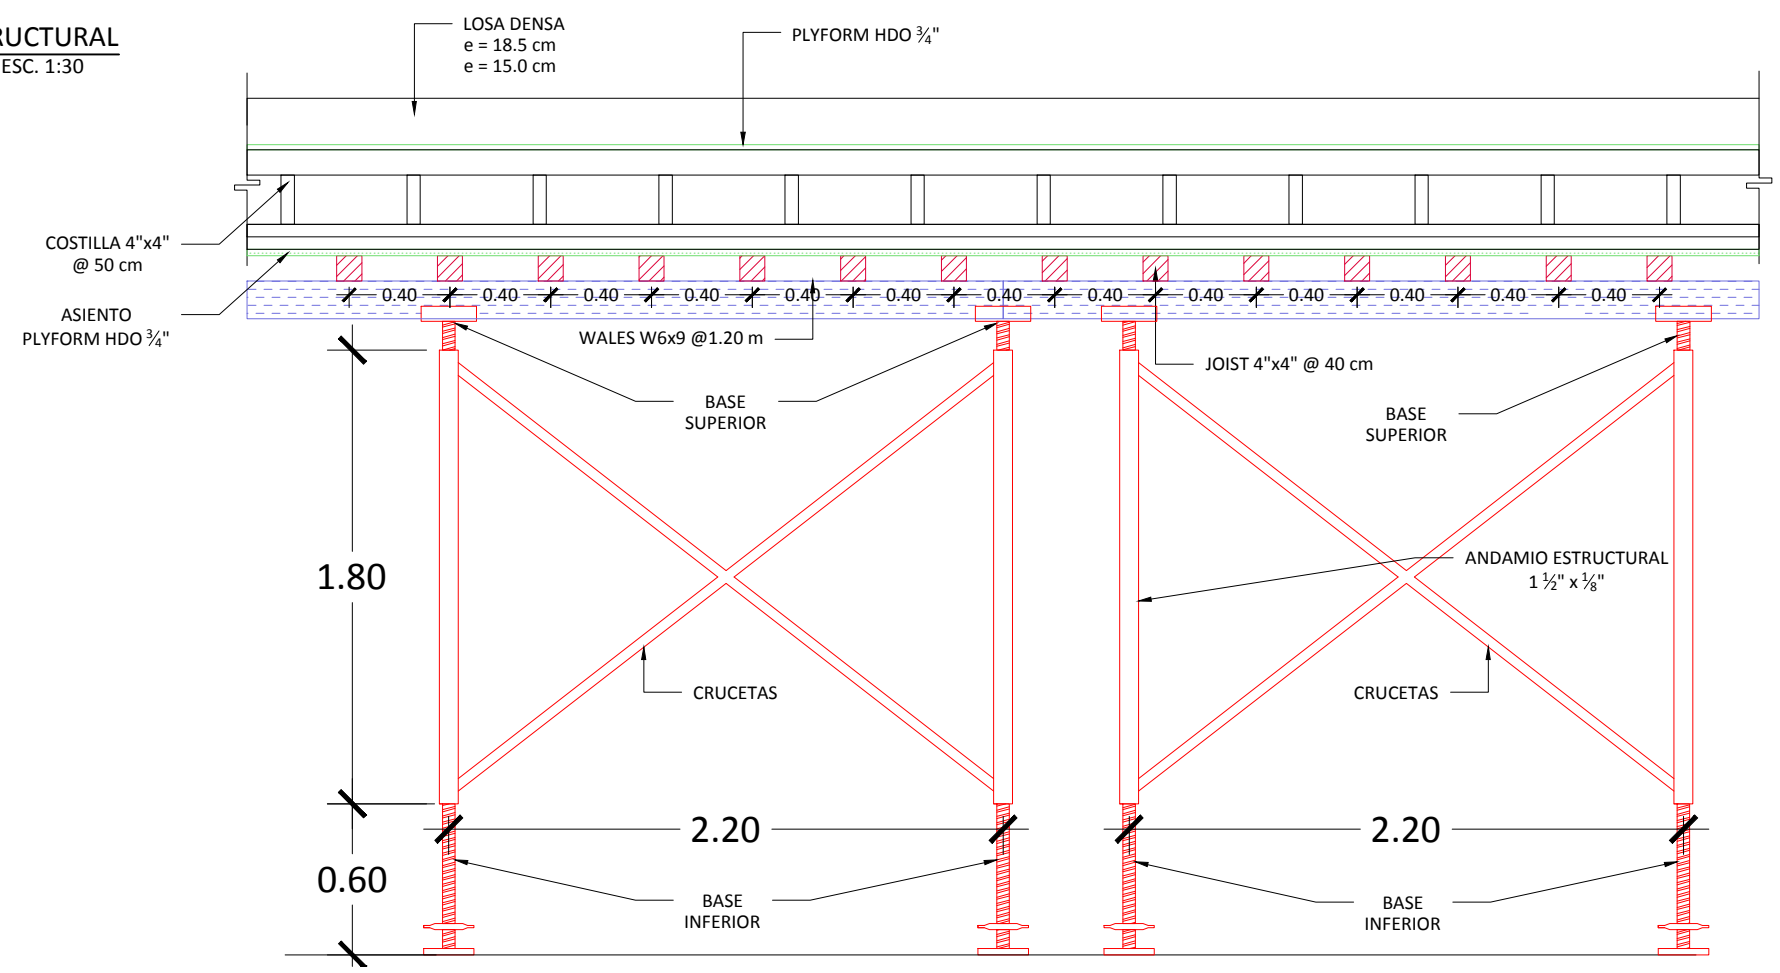 RUCTURAL
ESC. 1:30
LOSA DENSA
e = 18.5 cm
e = 15.0 cm
PLYFORM HDO ¾"
COSTILLA 4"x4"
@ 50 cm
ASIENTO
PLYFORM HDO ¾"
0.40 0.40 0.40 0.40 0.40 0.40 0.40 0.40 0.40 0.40 0.40 0.40 0.40
WALES W6x9 @1.20 m
JOIST 4"x4" @ 40 cm
BASE
SUPERIOR
BASE
SUPERIOR
1.80
ANDAMIO ESTRUCTURAL
1 ½" x ⅛"
CRUCETAS
CRUCETAS
2.20
2.20
0.60
BASE
INFERIOR
BASE
INFERIOR